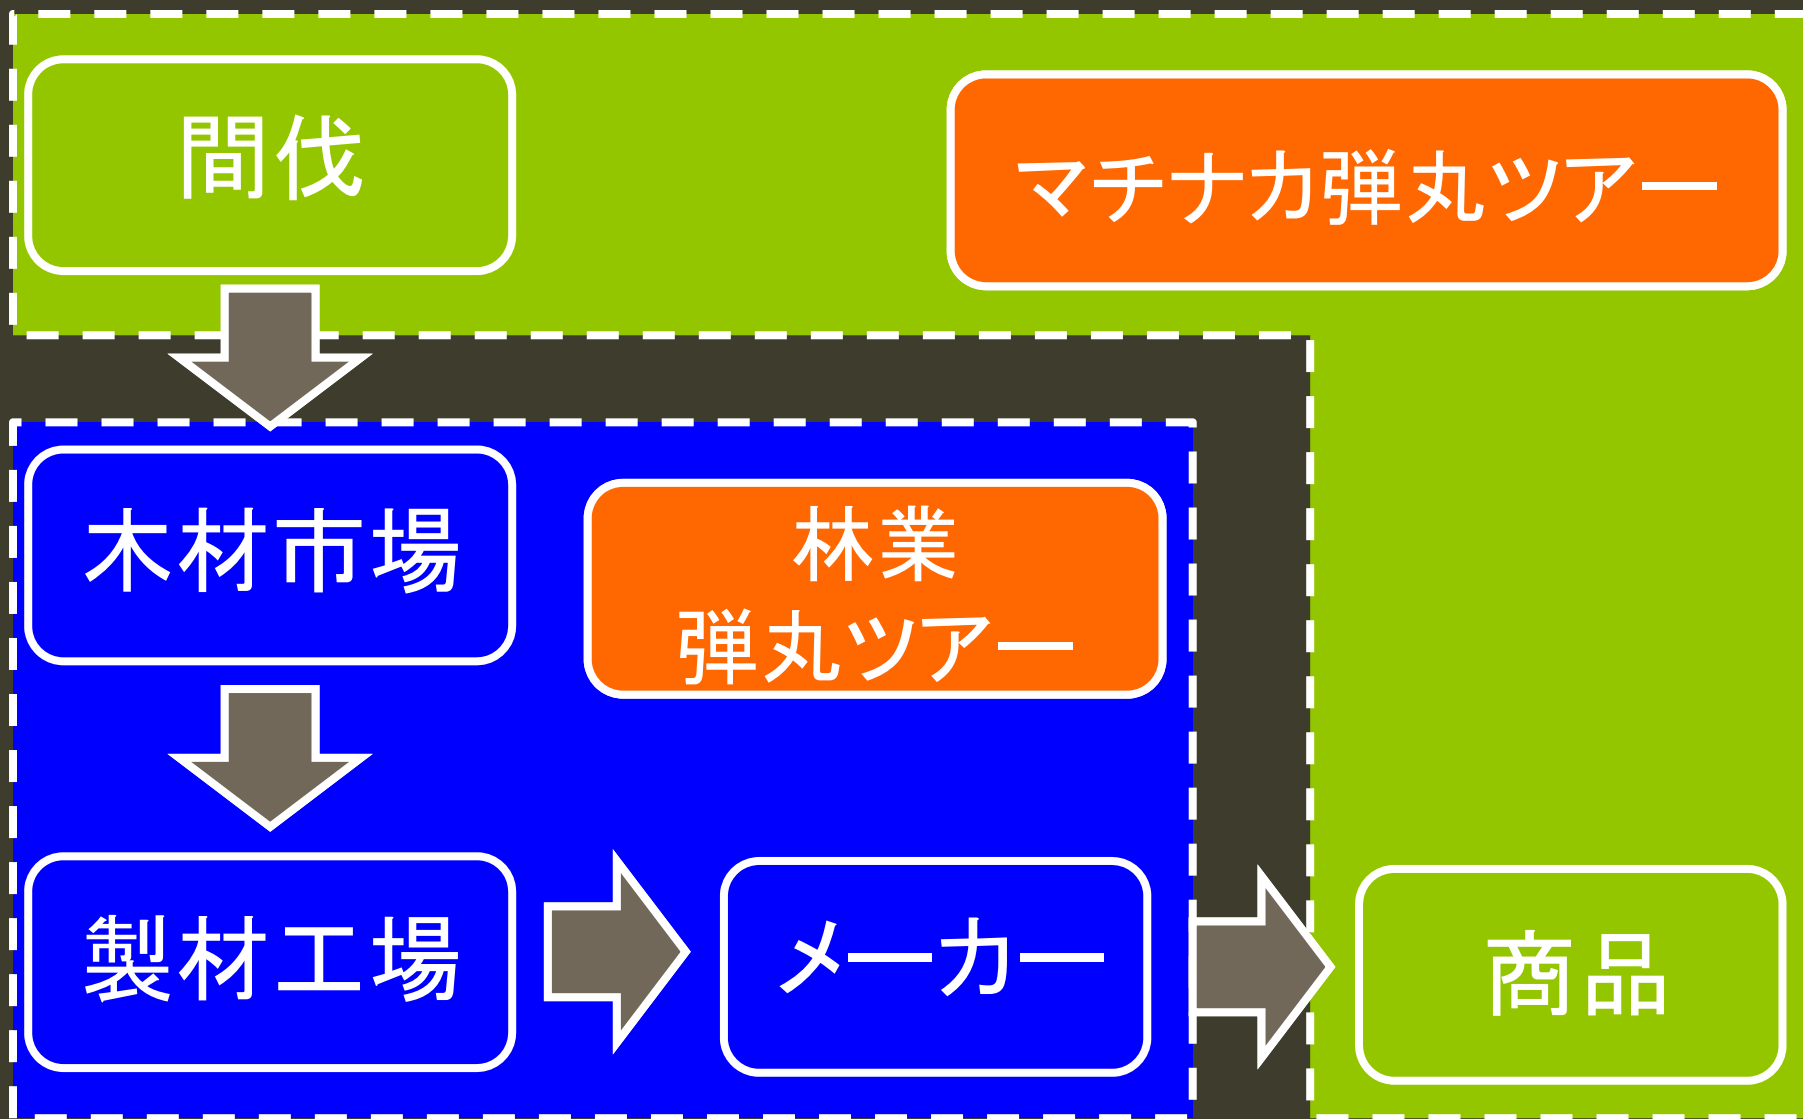 間伐
マチナカ弾丸ツアー
木材市場
林業
弾丸ツアー
製材工場
メーカー
商品